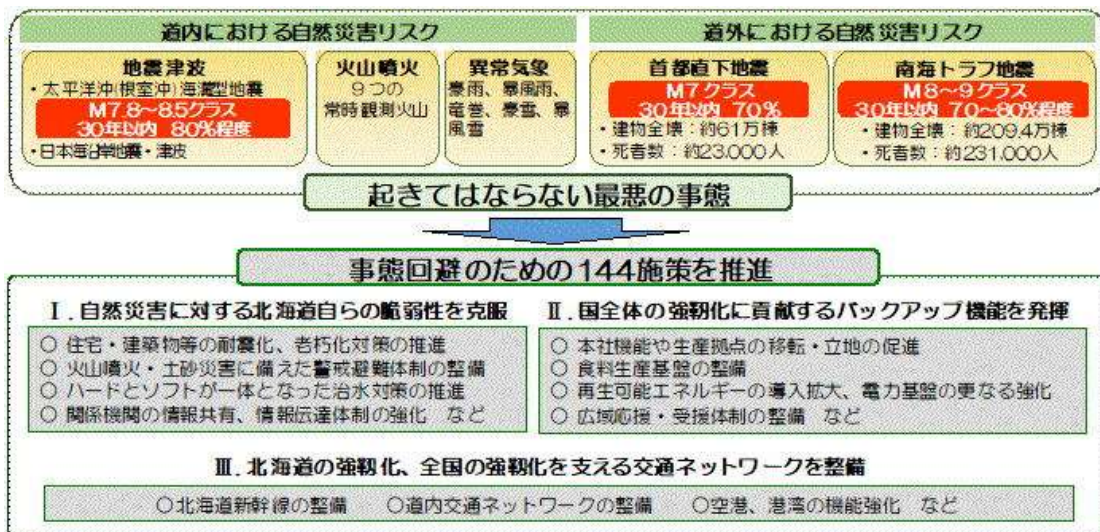 道内における自然災害リスク
道外における自然災害リスク
地震津波
・太平洋沖(根室沖)海溝型地震
M7.8～8.5クラス
30年以内 80%程度
・日本海沿岸地震・津波
火山噴火
９つの
常時観測火山
異常気象
豪雨、暴風雨、
竜巻、豪雪、暴
風雪
首都直下地震
M7クラス
30年以内 70%
・建物全壊：約61万棟
・死者数：約23,000人
南海トラフ地震
M8～9クラス
30年以内 70～80%程度
・建物全壊：約209.4万棟
・死者数：約231,000人
起きてはならない最悪の事態
事態回避のための144施策を推進
Ⅰ．自然災害に対する北海道自らの脆弱性を克服
○ 住宅・建築物等の耐震化、老朽化対策の推進
○ 火山噴火・土砂災害に備えた警戒避難体制の整備
○ ハードとソフトが一体となった治水対策の推進
○ 関係機関の情報共有、情報伝達体制の強化 など
Ⅱ．国全体の強靱化に貢献するバックアップ機能を発揮
○ 本社機能や生産拠点の移転・立地の促進
○ 食料生産基盤の整備
○ 再生可能エネルギーの導入拡大、電力基盤の更なる強化
○ 広域応援・受援体制の整備 など
Ⅲ．北海道の強靱化、全国の強靱化を支える交通ネットワークを整備
○北海道新幹線の整備 ○道内交通ネットワークの整備 ○空港、港湾の機能強化 など